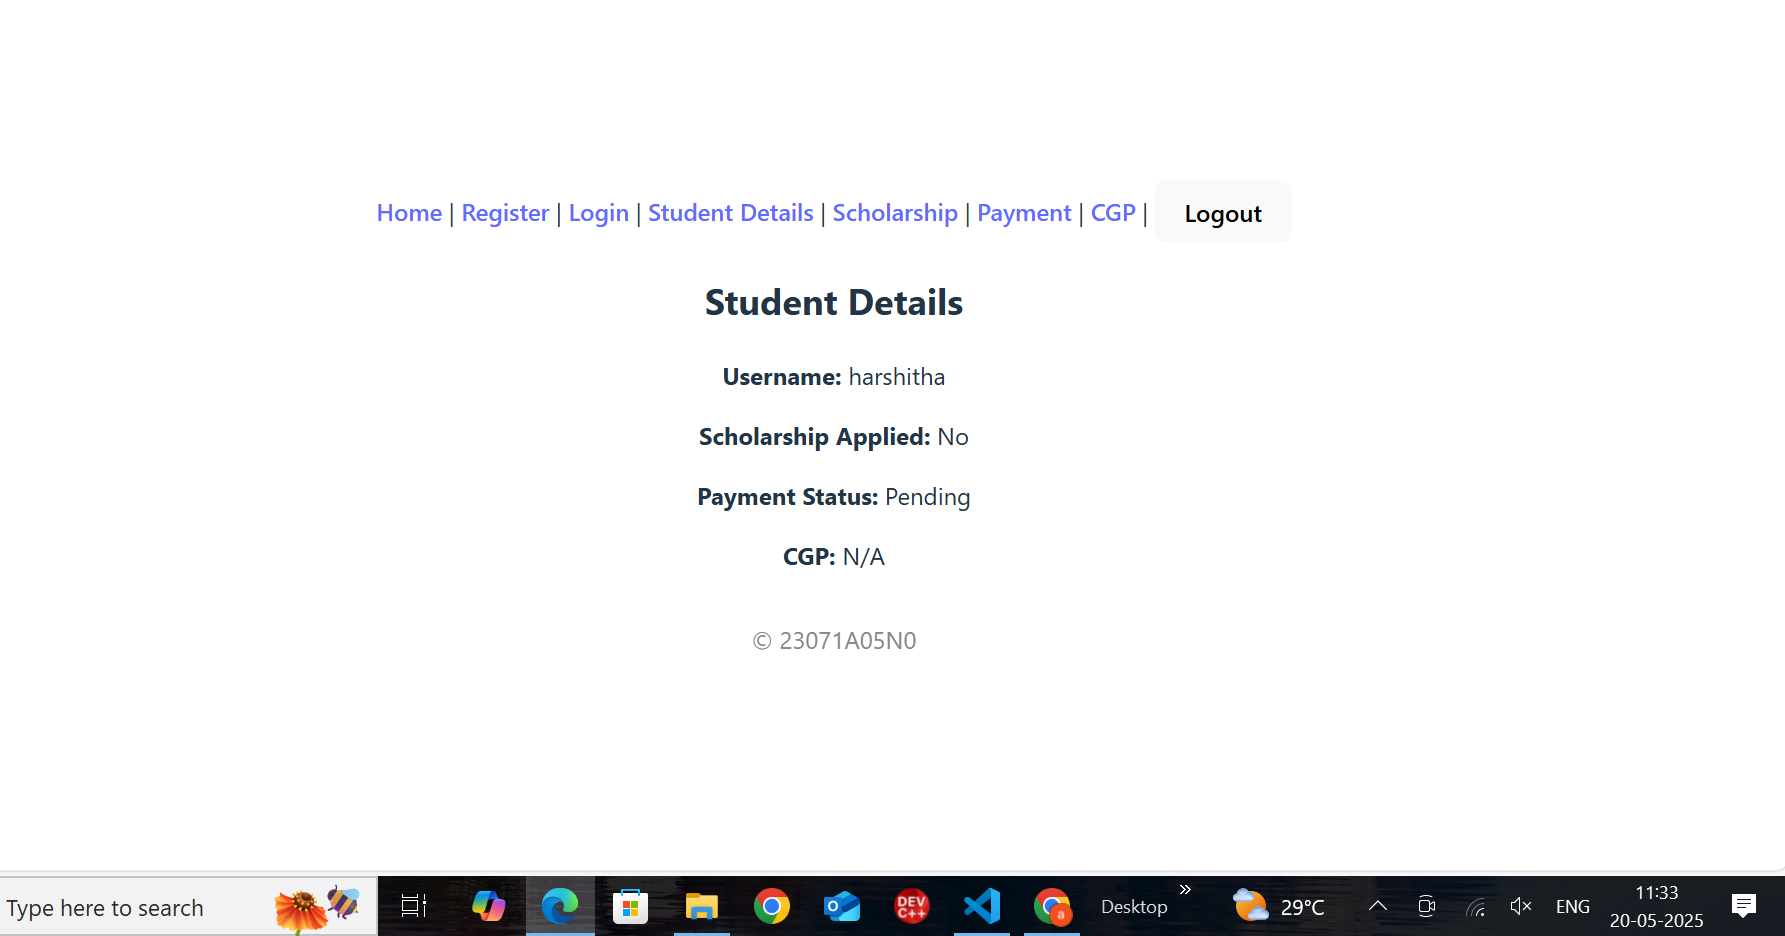 Home | Register | Login | Student Details | Scholarship | Payment | CGP | Logout
Student Details
Username: harshitha
Scholarship Applied: No
Payment Status: Pending
CGP: N/A
© 23071A05N0
Type here to search
DEV
C++
a
Desktop
»
29°C
ENG
11:33
20-05-2025